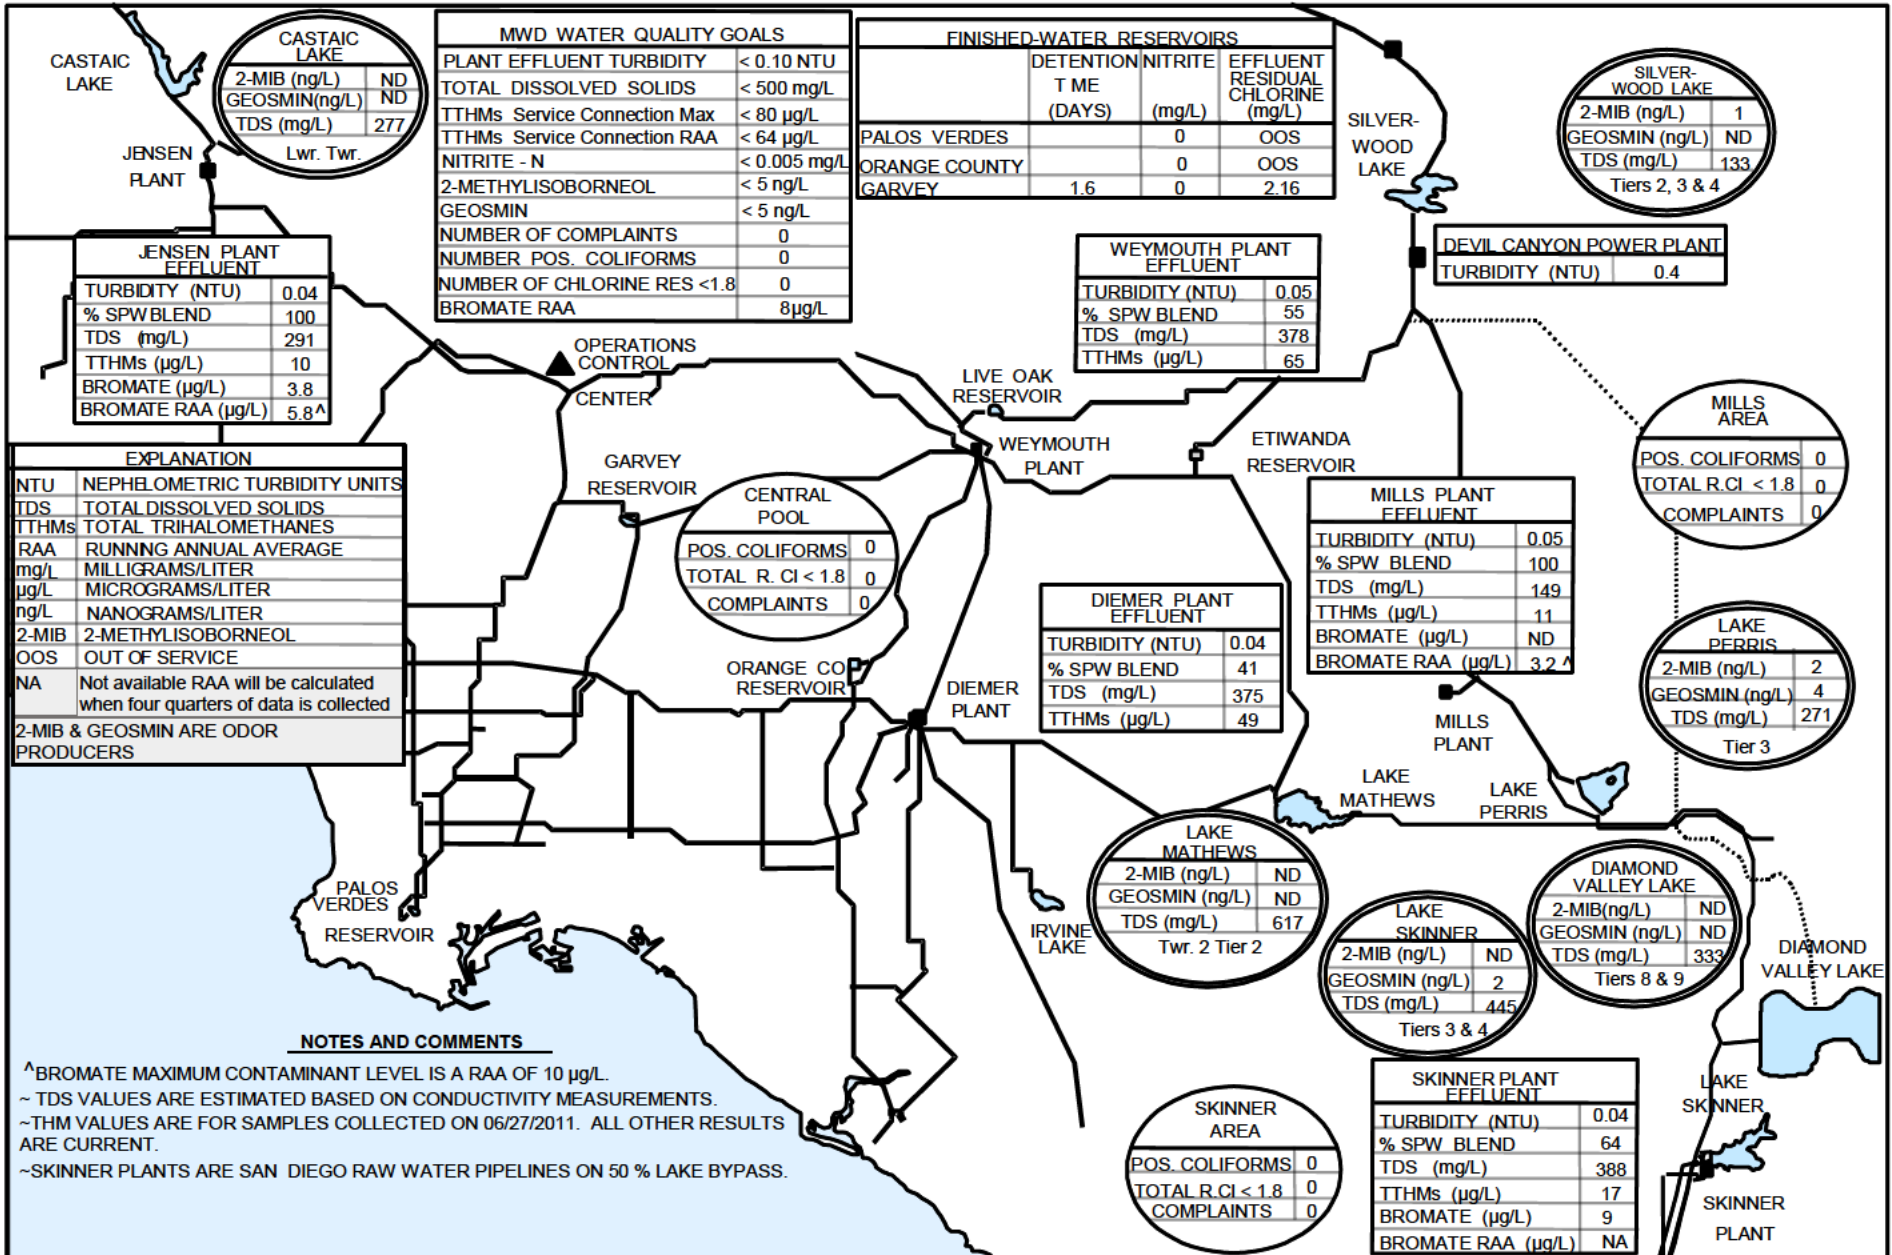 CASTAIC
LAKE
CASTAIC
LAKE
2-MIB (ng/L) ND
GEOSMIN(ng/L) ND
TDS (mg/L) 277
Lwr. Twr.
JENSEN
PLANT
MWD WATER QUALITY GOALS
PLANT EFFLUENT TURBIDITY < 0.10 NTU
TOTAL DISSOLVED SOLIDS < 500 mg/L
TTHMs Service Connection Max < 80 µg/L
TTHMs Service Connection RAA < 64 µg/L
NITRITE - N < 0.005 mg/L
2-METHYLISOBORNEOL < 5 ng/L
GEOSMIN < 5 ng/L
NUMBER OF COMPLAINTS 0
NUMBER POS. COLIFORMS 0
NUMBER OF CHLORINE RES <1.8 0
BROMATE RAA 8µg/L
FINISHED-WATER RESERVOIRS
DETENTION NITRITE EFFLUENT
RESIDUAL
T ME CHLORINE
(DAYS) (mg/L) (mg/L)
PALOS VERDES 0 OOS
ORANGE COUNTY 0 OOS
GARVEY 1.6 0 2.16
SILVER-
WOOD
LAKE
SILVER-
WOOD LAKE
2-MIB (ng/L) 1
GEOSMIN (ng/L) ND
TDS (mg/L) 133
Tiers 2, 3 & 4
DEVIL CANYON POWER PLANT
TURBIDITY (NTU) 0.4
JENSEN PLANT
EFFLUENT
TURBIDITY (NTU) 0.04
% SPW BLEND 100
TDS (mg/L) 291
TTHMs (µg/L) 10
BROMATE (µg/L) 3.8
BROMATE RAA (µg/L) 5.8^
WEYMOUTH PLANT
EFFLUENT
TURBIDITY (NTU) 0.05
% SPW BLEND 55
TDS (mg/L) 378
TTHMs (µg/L) 65
OPERATIONS
CONTROL
CENTER
LIVE OAK
RESERVOIR
WEYMOUTH
PLANT
ETIWANDA
RESERVOIR
MILLS
AREA
POS. COLIFORMS 0
TOTAL R.Cl < 1.8 0
COMPLAINTS 0
EXPLANATION
NTU NEPHELOMETRIC TURBIDITY UNITS
TDS TOTAL DISSOLVED SOLIDS
TTHMs TOTAL TRIHALOMETHANES
RAA RUNNING ANNUAL AVERAGE
mg/L MILLIGRAMS/LITER
µg/L MICROGRAMS/LITER
ng/L NANOGRAMS/LITER
2-MIB 2-METHYLISOBORNEOL
OOS OUT OF SERVICE
NA Not available RAA will be calculated
when four quarters of data is collected
2-MIB & GEOSMIN ARE ODOR
PRODUCERS
GARVEY
RESERVOIR
CENTRAL
POOL
POS. COLIFORMS 0
TOTAL R. Cl < 1.8 0
COMPLAINTS 0
MILLS PLANT
EFFLUENT
TURBIDITY (NTU) 0.05
% SPW BLEND 100
TDS (mg/L) 149
TTHMs (µg/L) 11
BROMATE (µg/L) ND
BROMATE RAA (µg/L) 3.2 ^
DIEMER PLANT
EFFLUENT
TURBIDITY (NTU) 0.04
% SPW BLEND 41
TDS (mg/L) 375
TTHMs (µg/L) 49
ORANGE CO
RESERVOIR
DIEMER
PLANT
LAKE
PERRIS
2-MIB (ng/L) 2
GEOSMIN (ng/L) 4
TDS (mg/L) 271
Tier 3
MILLS
PLANT
LAKE
MATHEWS
LAKE
PERRIS
LAKE
MATHEWS
2-MIB (ng/L) ND
GEOSMIN (ng/L) ND
TDS (mg/L) 617
Twr. 2 Tier 2
DIAMOND
VALLEY LAKE
2-MIB(ng/L) ND
GEOSMIN (ng/L) ND
TDS (mg/L) 333
Tiers 8 & 9
PALOS
VERDES
RESERVOIR
IRVINE
LAKE
LAKE
SKINNER
2-MIB (ng/L) ND
GEOSMIN (ng/L) 2
TDS (mg/L) 445
Tiers 3 & 4
DIAMOND
VALLEY LAKE
NOTES AND COMMENTS
^BROMATE MAXIMUM CONTAMINANT LEVEL IS A RAA OF 10 µg/L.
~ TDS VALUES ARE ESTIMATED BASED ON CONDUCTIVITY MEASUREMENTS.
~THM VALUES ARE FOR SAMPLES COLLECTED ON 06/27/2011. ALL OTHER RESULTS
ARE CURRENT.
~SKINNER PLANTS ARE SAN DIEGO RAW WATER PIPELINES ON 50 % LAKE BYPASS.
SKINNER
AREA
POS. COLIFORMS 0
TOTAL R.Cl < 1.8 0
COMPLAINTS 0
SKINNER PLANT
EFFLUENT
TURBIDITY (NTU) 0.04
% SPW BLEND 64
TDS (mg/L) 388
TTHMs (µg/L) 17
BROMATE (µg/L) 9
BROMATE RAA (µg/L) NA
LAKE
SKINNER
SKINNER
PLANT